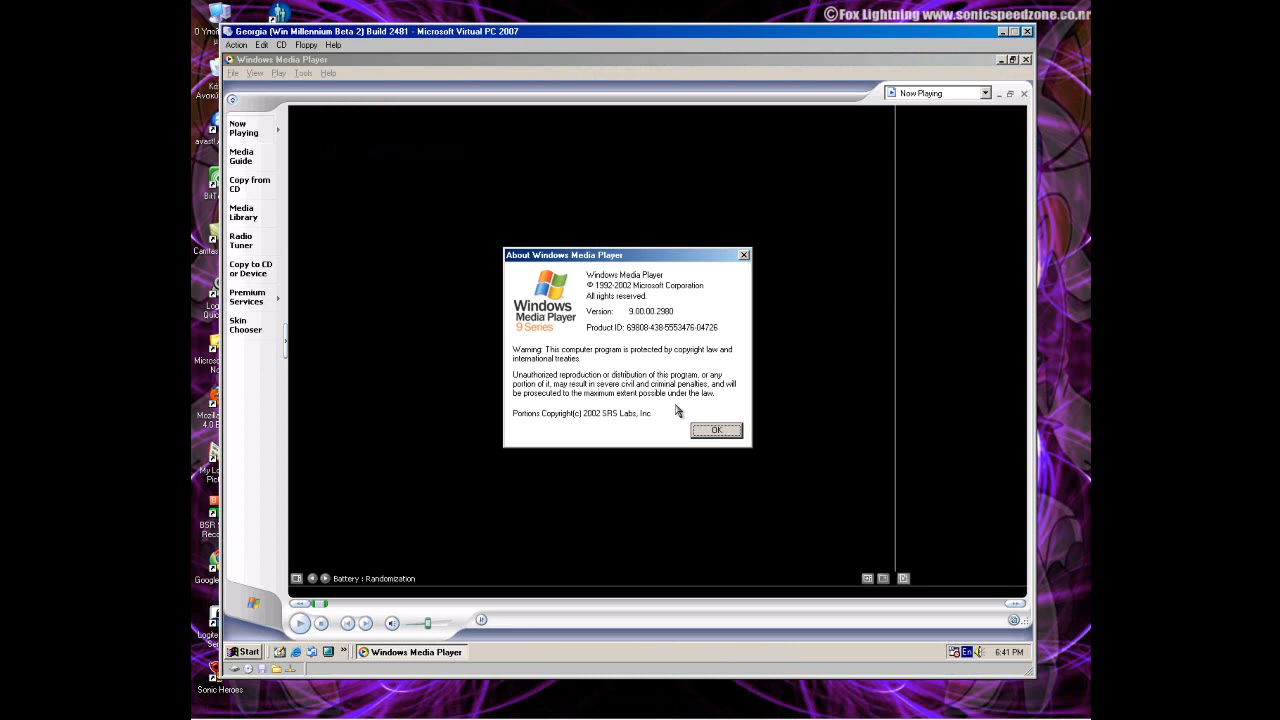 ©Fox Lightning www.sonicspeedzone.co.nr
Georgia (Win Millennium Beta 2) Build 2481 - Microsoft Virtual PC 2007
Action Edit CD Floppy Help
Windows Media Player
File View Play Tools Help
Now Playing
Now
Playing
Media
Guide
Copy from
CD
Media
Library
Radio
Tuner
Copy to CD
or Device
Premium
Services
Skin
Chooser
About Windows Media Player
Windows
Media Player
9 Series
Windows Media Player
© 1992-2002 Microsoft Corporation
All rights reserved.
Version: 9.00.00.2980
Product ID: 69808-438-5553476-04726
Warning: This computer program is protected by copyright law and
international treaties.
Unauthorized reproduction or distribution of this program, or any
portion of it, may result in severe civil and criminal penalties, and will
be prosecuted to the maximum extent possible under the law.
Portions Copyright(c) 2002 SRS Labs, Inc
OK
Battery : Randomization
Start
Windows Media Player
En
6:41 PM
Sonic Heroes